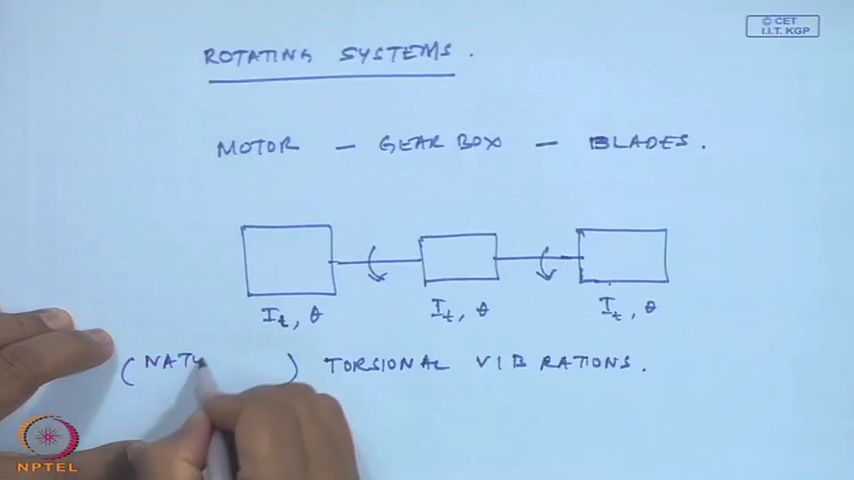 © CET
I.I.T. KGP
ROTATING SYSTEMS.
MOTOR - GEAR BOX - BLADES.
It, θ It, θ It, θ
(NATU ) TORSIONAL VIBRATIONS.
NPTEL